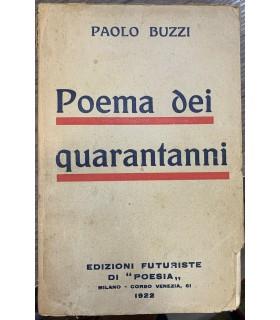 PAOLO BUZZI
Poema dei
quarantanni
EDIZIONI FUTURISTE
DI "POESIA„
MILANO - CORSO VENEZIA, 61
1922